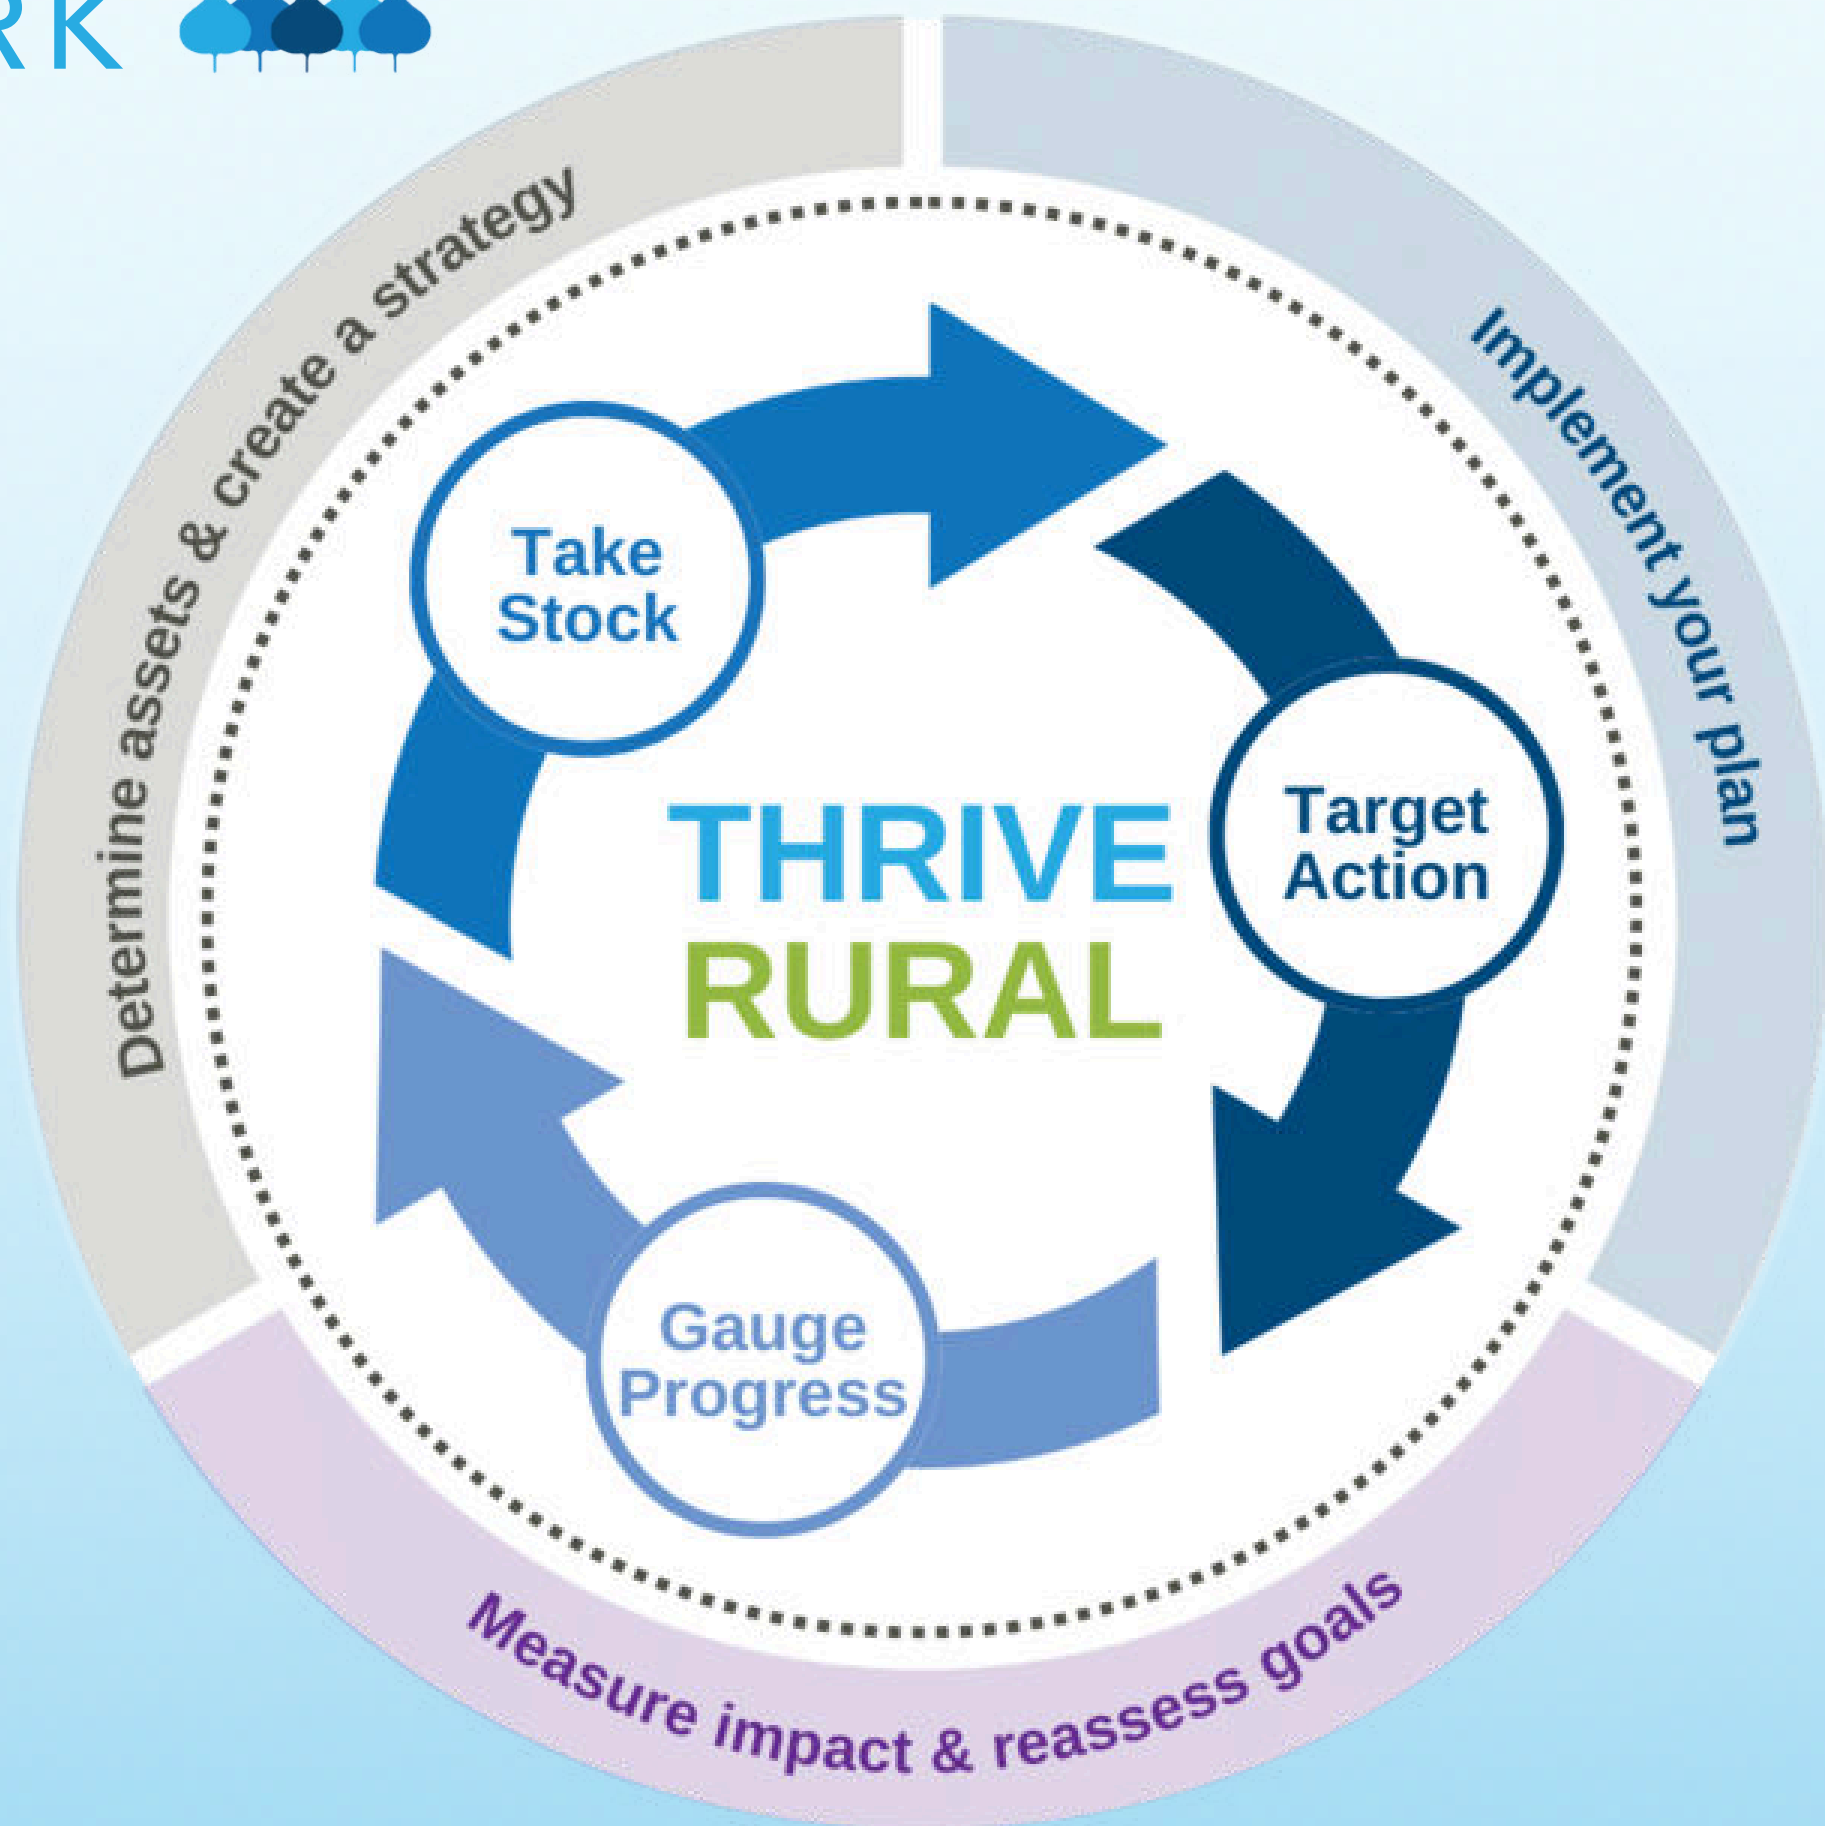 RK
Determine assets & create a strategy
Implement your plan
Take
Stock
Target
Action
THRIVE
RURAL
Gauge
Progress
Measure impact & reassess goals